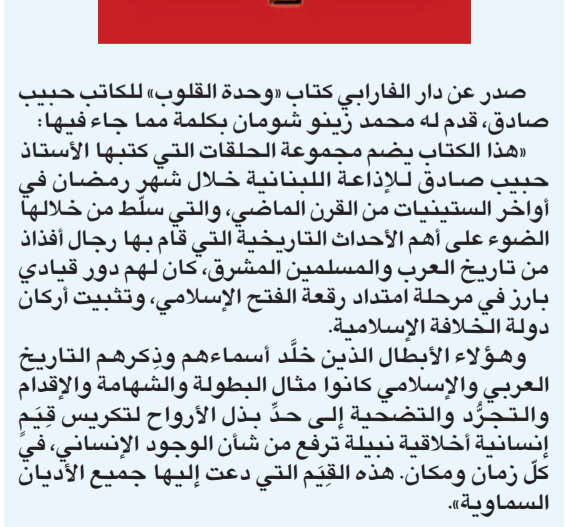 صدر عن دار الفارابي كتاب «وحدة القلوب» للكاتب حبيب
صادق، قدم له محمد زينو شومان بكلمة مما جاء فيها:
«هذا الكتاب يضم مجموعة الحلقات التي كتبها الأستاذ
حبيب صادق للإذاعة اللبنانية خلال شهر رمضان في
أواخر الستينيات من القرن الماضي، والتي سلّط من خلالها
الضوء على أهم الأحداث التاريخية التي قام بها رجال أفذاذ
من تاريخ العرب والمسلمين المشرق، كان لهم دور قيادي
بارز في مرحلة امتداد رقعة الفتح الإسلامي، وتثبيت أركان
دولة الخلافة الإسلامية.
وهؤلاء الأبطال الذين خلَّد أسماءهم وذِكرهم التاريخ
العربي والإسلامي كانوا مثال البطولة والشهامة والإقدام
والتجرُّد والتضحية إلى حدِّ بذل الأرواح لتكريس قِيَمٍ
إنسانية أخلاقية نبيلة ترفع من شأن الوجود الإنساني، في
كلّ زمان ومكان. هذه القِيَم التي دعت إليها جميع الأديان
السماوية».